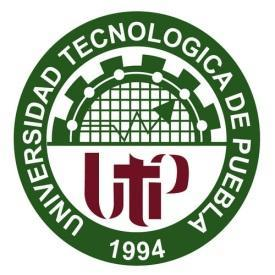 UNIVERSIDAD TECNOLOGICA DE PUEBLA
UTP
1994